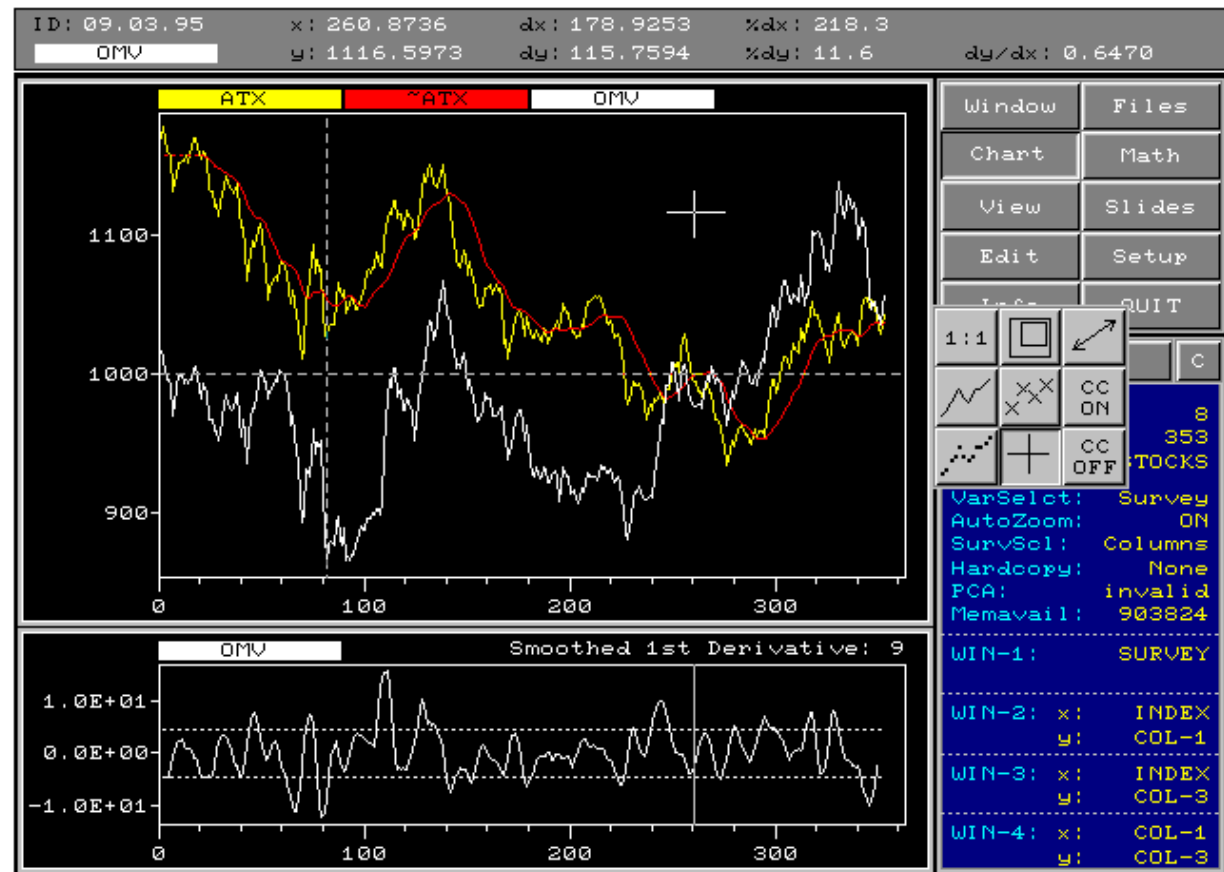 ID: 09.03.95 x: 260.8736 dx: 178.9253 %dx: 218.3
OMV y: 1116.5973 dy: 115.7594 %dy: 11.6 dy/dx: 0.6470
ATX ~ATX OMV
1100
1000
900
0 100 200 300
OMV Smoothed 1st Derivative: 9
1.0E+01
0.0E+00
-1.0E+01
0 100 200 300
Window Files
Chart Math
View Slides
Edit Setup
QUIT
1:1
C
CC
ON
CC
OFF
8
353
STOCKS
VarSelct: Survey
AutoZoom: ON
SurvScl: Columns
Hardcopy: None
PCA: invalid
Memavail: 903824
WIN-1: SURVEY
WIN-2: x: INDEX
y: COL-1
WIN-3: x: INDEX
y: COL-3
WIN-4: x: COL-1
y: COL-3